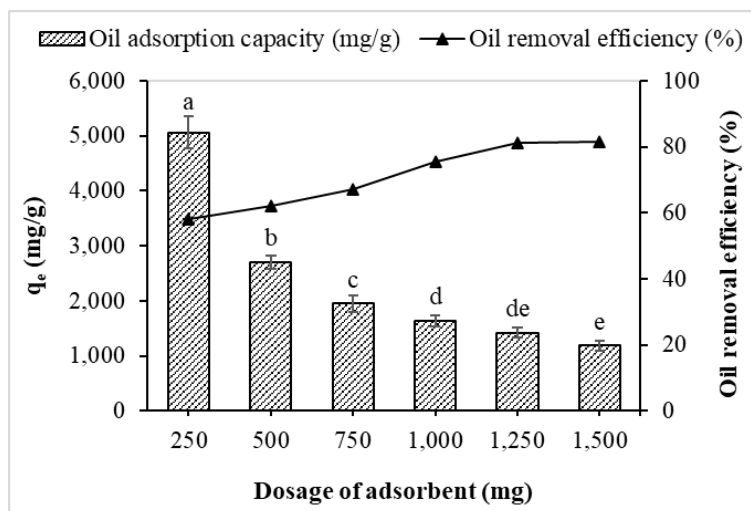 Oil adsorption capacity (mg/g) Oil removal efficiency (%)
6,000
5,000
4,000
3,000
2,000
1,000
0
qₑ (mg/g)
a
b
c
d
de
e
100
80
60
40
20
0
Oil removal efficiency (%)
250 500 750 1,000 1,250 1,500
Dosage of adsorbent (mg)